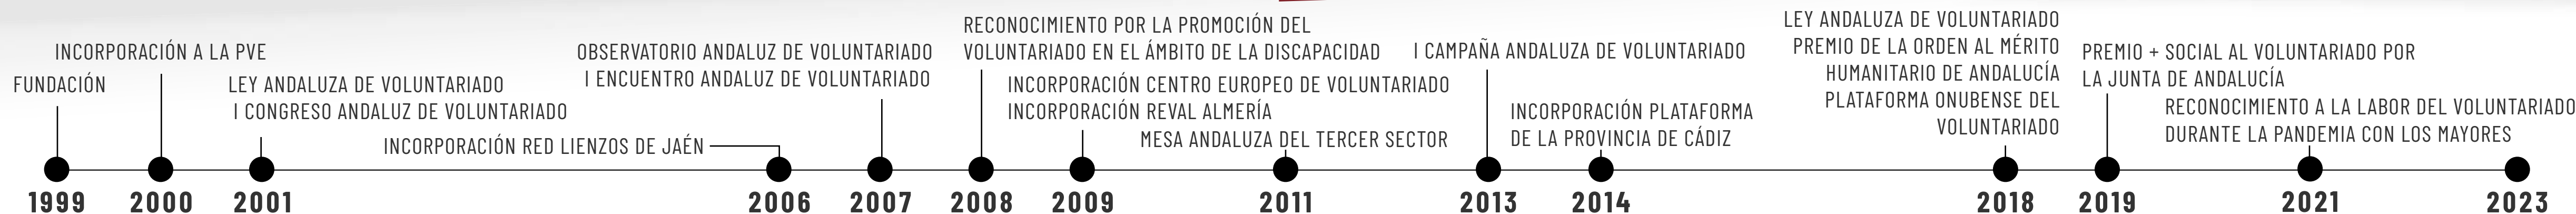 FUNDACIÓN
1999
INCORPORACIÓN A LA PVE
2000
LEY ANDALUZA DE VOLUNTARIADO
I CONGRESO ANDALUZ DE VOLUNTARIADO
2001
INCORPORACIÓN RED LIENZOS DE JAÉN
2006
OBSERVATORIO ANDALUZ DE VOLUNTARIADO
I ENCUENTRO ANDALUZ DE VOLUNTARIADO
2007
RECONOCIMIENTO POR LA PROMOCIÓN DEL
VOLUNTARIADO EN EL ÁMBITO DE LA DISCAPACIDAD
2008
INCORPORACIÓN CENTRO EUROPEO DE VOLUNTARIADO
INCORPORACIÓN REVAL ALMERÍA
2009
MESA ANDALUZA DEL TERCER SECTOR
2011
I CAMPAÑA ANDALUZA DE VOLUNTARIADO
2013
INCORPORACIÓN PLATAFORMA
DE LA PROVINCIA DE CÁDIZ
2014
LEY ANDALUZA DE VOLUNTARIADO
PREMIO DE LA ORDEN AL MÉRITO
HUMANITARIO DE ANDALUCÍA
PLATAFORMA ONUBENSE DEL
VOLUNTARIADO
2018
PREMIO + SOCIAL AL VOLUNTARIADO POR
LA JUNTA DE ANDALUCÍA
2019
RECONOCIMIENTO A LA LABOR DEL VOLUNTARIADO
DURANTE LA PANDEMIA CON LOS MAYORES
2021
2023